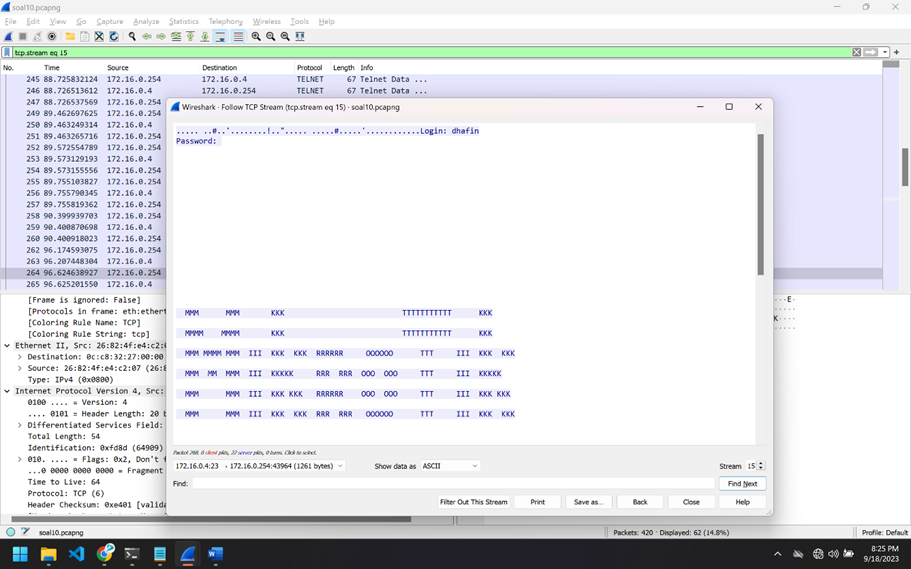 soal10.pcapng
File Edit View Go Capture Analyze Statistics Telephony Wireless Tools Help
tcp.stream eq 15
No. Time Source Destination Protocol Length Info
245 88.725832124 172.16.0.254 172.16.0.4 TELNET 67 Telnet Data ...
246 88.726513612 172.16.0.4 172.16.0.254 TELNET 67 Telnet Data ...
247 88.726537569 172.16.0.254
249 89.462697625 172.16.0.254
250 89.463249314 172.16.0.4
251 89.463265716 172.16.0.254
252 89.572554789 172.16.0.254
253 89.573129193 172.16.0.4
254 89.573155556 172.16.0.254
255 89.755103827 172.16.0.254
256 89.755790345 172.16.0.4
257 89.755819362 172.16.0.254
258 90.399939703 172.16.0.254
259 90.400870698 172.16.0.4
260 90.400918023 172.16.0.254
262 96.174593075 172.16.0.4
263 96.207448304 172.16.0.254
264 96.624638927 172.16.0.254
265 96.625201550 172.16.0.4
[Frame is ignored: False]
[Protocols in frame: eth:ethert
[Coloring Rule Name: TCP]
[Coloring Rule String: tcp]
Ethernet II, Src: 26:82:4f:e4:c2:0
Destination: 0c:c8:32:27:00:00
Source: 26:82:4f:e4:c2:07 (26:8
Type: IPv4 (0x0800)
Internet Protocol Version 4, Src:
0100 .... = Version: 4
.... 0101 = Header Length: 20 b
Differentiated Services Field:
Total Length: 54
Identification: 0xfd8d (64909)
010. .... = Flags: 0x2, Don't f
...0 0000 0000 0000 = Fragment
Time to Live: 64
Protocol: TCP (6)
Header Checksum: 0xe401 [valida
Wireshark · Follow TCP Stream (tcp.stream eq 15) · soal10.pcapng
..... ..#..'........!.."..... .....#.....'............Login: dhafin
Password:
MMM MMM KKK TTTTTTTTTTT KKK
MMMM MMMM KKK TTTTTTTTTTT KKK
MMM MMMM MMM III KKK KKK RRRRRR OOOOOO TTT III KKK KKK
MMM MM MMM III KKKKK RRR RRR OOO OOO TTT III KKKKK
MMM MMM III KKK KKK RRRRRR OOO OOO TTT III KKK KKK
MMM MMM III KKK KKK RRR RRR OOOOOO TTT III KKK KKK
Packet 268. 0 client pkts, 22 server pkts, 0 turns. Click to select.
172.16.0.4:23 → 172.16.0.254:43964 (1261 bytes) Show data as ASCII Stream 15
Find: Find Next
Filter Out This Stream Print Save as... Back Close Help
soal10.pcapng Packets: 420 · Displayed: 62 (14.8%) Profile: Default
8:25 PM
9/18/2023